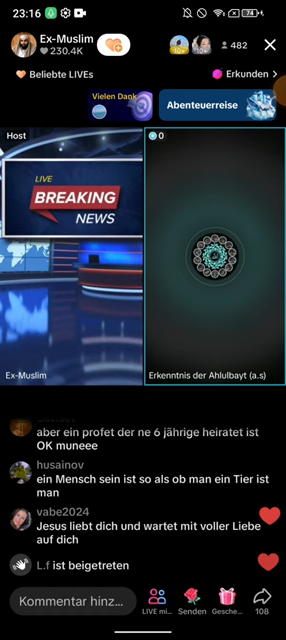 23:16
74
Ex-Muslim
230.4K
10+
482
Beliebte LIVEs
Erkunden
Vielen Dank
Abenteuerreise
Host
0
LIVE
BREAKING
NEWS
Ex-Muslim
Erkenntnis der Ahlulbayt (a.s)
aber ein profet der ne 6 jährige heiratet ist
OK muneee
husainov
ein Mensch sein ist so als ob man ein Tier ist
man
vabe2024
Jesus liebt dich und wartet mit voller Liebe
auf dich
L.f ist beigetreten
Kommentar hinz...
LIVE mi...
Senden
Gesche...
108